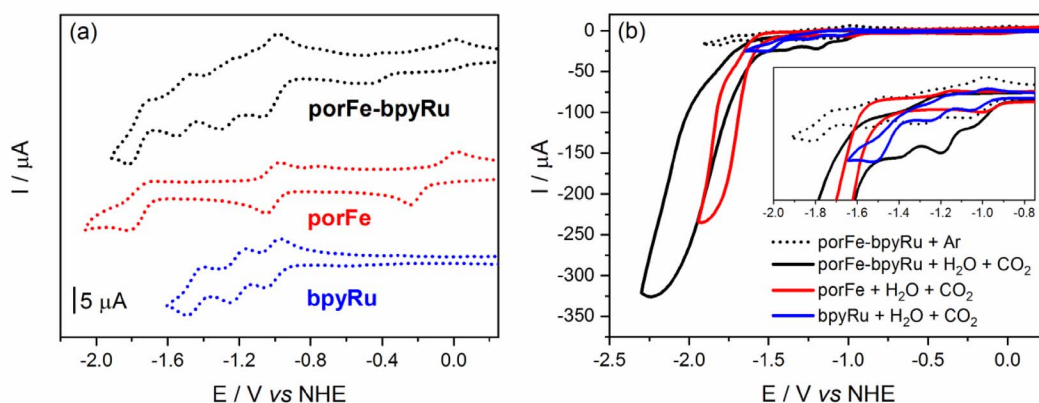 (a)
porFe-bpyRu
porFe
bpyRu
5 μA
I / μA
-2.0 -1.6 -1.2 -0.8 -0.4 0.0
E / V vs NHE
(b)
0
-50
-100
-150
-200
-250
-300
-350
I / μA
-2.0 -1.8 -1.6 -1.4 -1.2 -1.0 -0.8
porFe-bpyRu + Ar
porFe-bpyRu + H₂O + CO₂
porFe + H₂O + CO₂
bpyRu + H₂O + CO₂
-2.5 -2.0 -1.5 -1.0 -0.5 0.0
E / V vs NHE